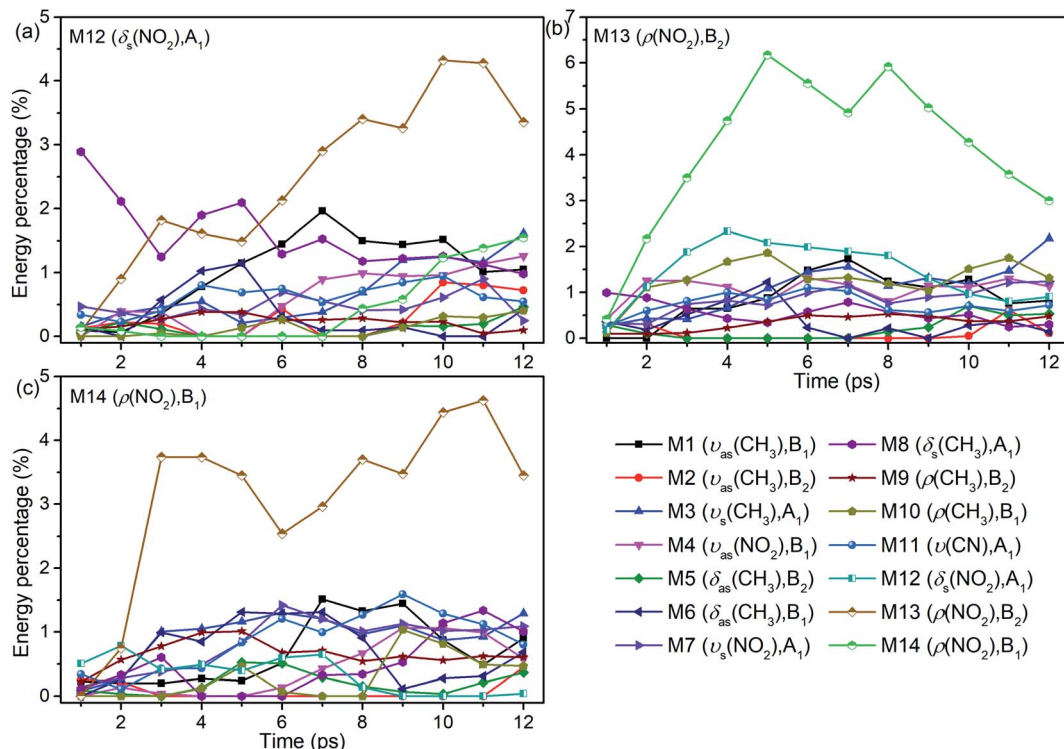 (a)
M12 (δs(NO2),A1)
Energy percentage (%)
5
4
3
2
1
0
2 4 6 8 10 12
(b)
M13 (ρ(NO2),B2)
Energy percentage (%)
7
6
5
4
3
2
1
0
2 4 6 8 10 12
Time (ps)
(c)
M14 (ρ(NO2),B1)
Energy percentage (%)
5
4
3
2
1
0
2 4 6 8 10 12
Time (ps)
M1 (υas(CH3),B1)
M2 (υas(CH3),B2)
M3 (υs(CH3),A1)
M4 (υas(NO2),B1)
M5 (δas(CH3),B2)
M6 (δas(CH3),B1)
M7 (υs(NO2),A1)
M8 (δs(CH3),A1)
M9 (ρ(CH3),B2)
M10 (ρ(CH3),B1)
M11 (υ(CN),A1)
M12 (δs(NO2),A1)
M13 (ρ(NO2),B2)
M14 (ρ(NO2),B1)